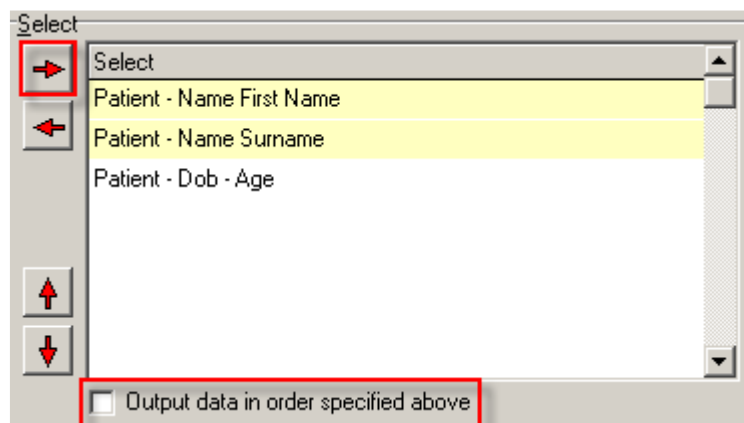 Select
Select
Patient - Name First Name
Patient - Name Surname
Patient - Dob - Age
Output data in order specified above